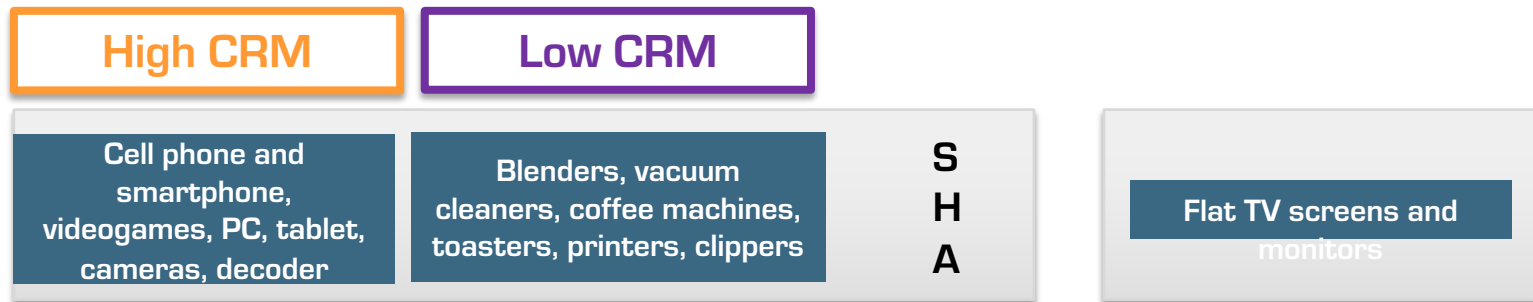 High CRM
Low CRM
Cell phone and
smartphone,
videogames, PC, tablet,
cameras, decoder
Blenders, vacuum
cleaners, coffee machines,
toasters, printers, clippers
S
H
A
Flat TV screens and
monitors